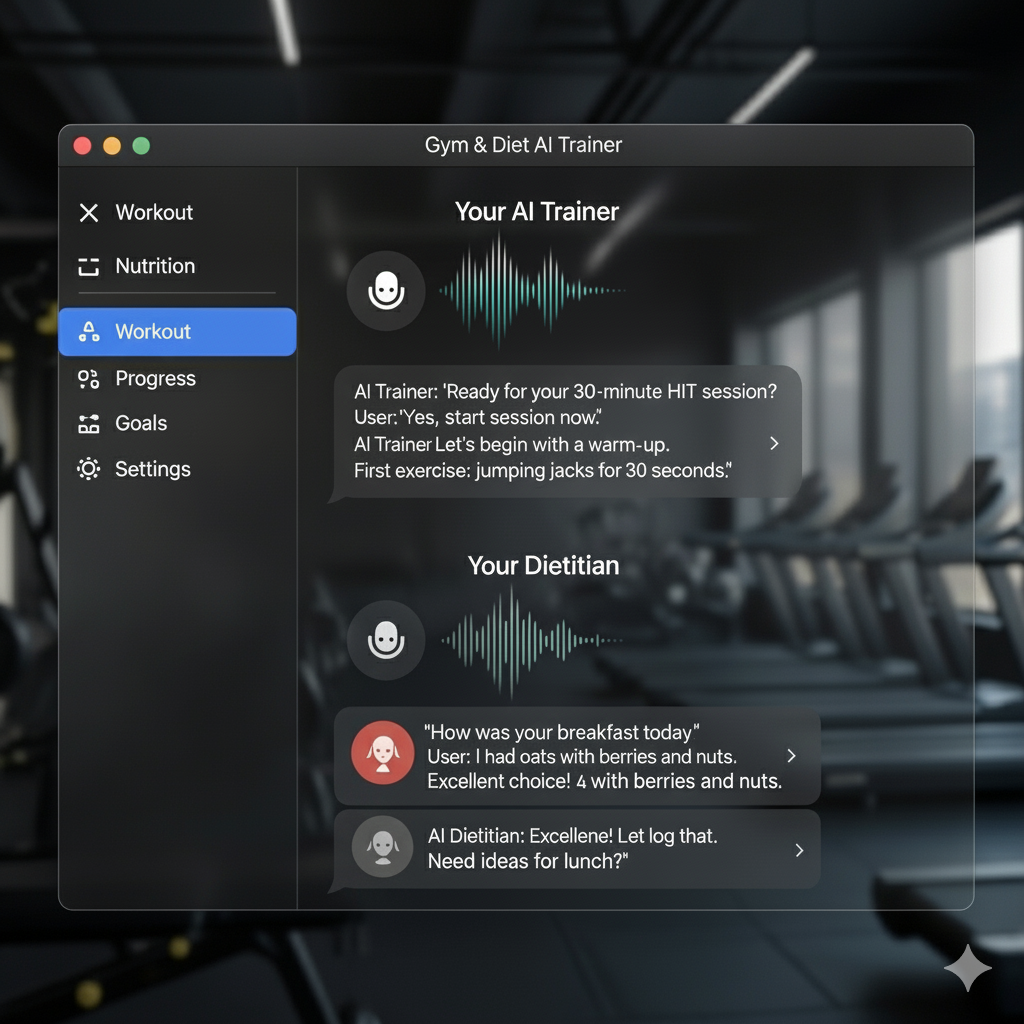 Gym & Diet AI Trainer
Workout
Nutrition
Workout
Progress
Goals
Settings
Your AI Trainer
AI Trainer: 'Ready for your 30-minute HIT session?
User:'Yes, start session now."
AI Trainer Let's begin with a warm-up.
First exercise: jumping jacks for 30 seconds."
Your Dietitian
"How was your breakfast today"
User: I had oats with berries and nuts.
Excellent choice! 4 with berries and nuts.
AI Dietitian: Excellene! Let log that.
Need ideas for lunch?"